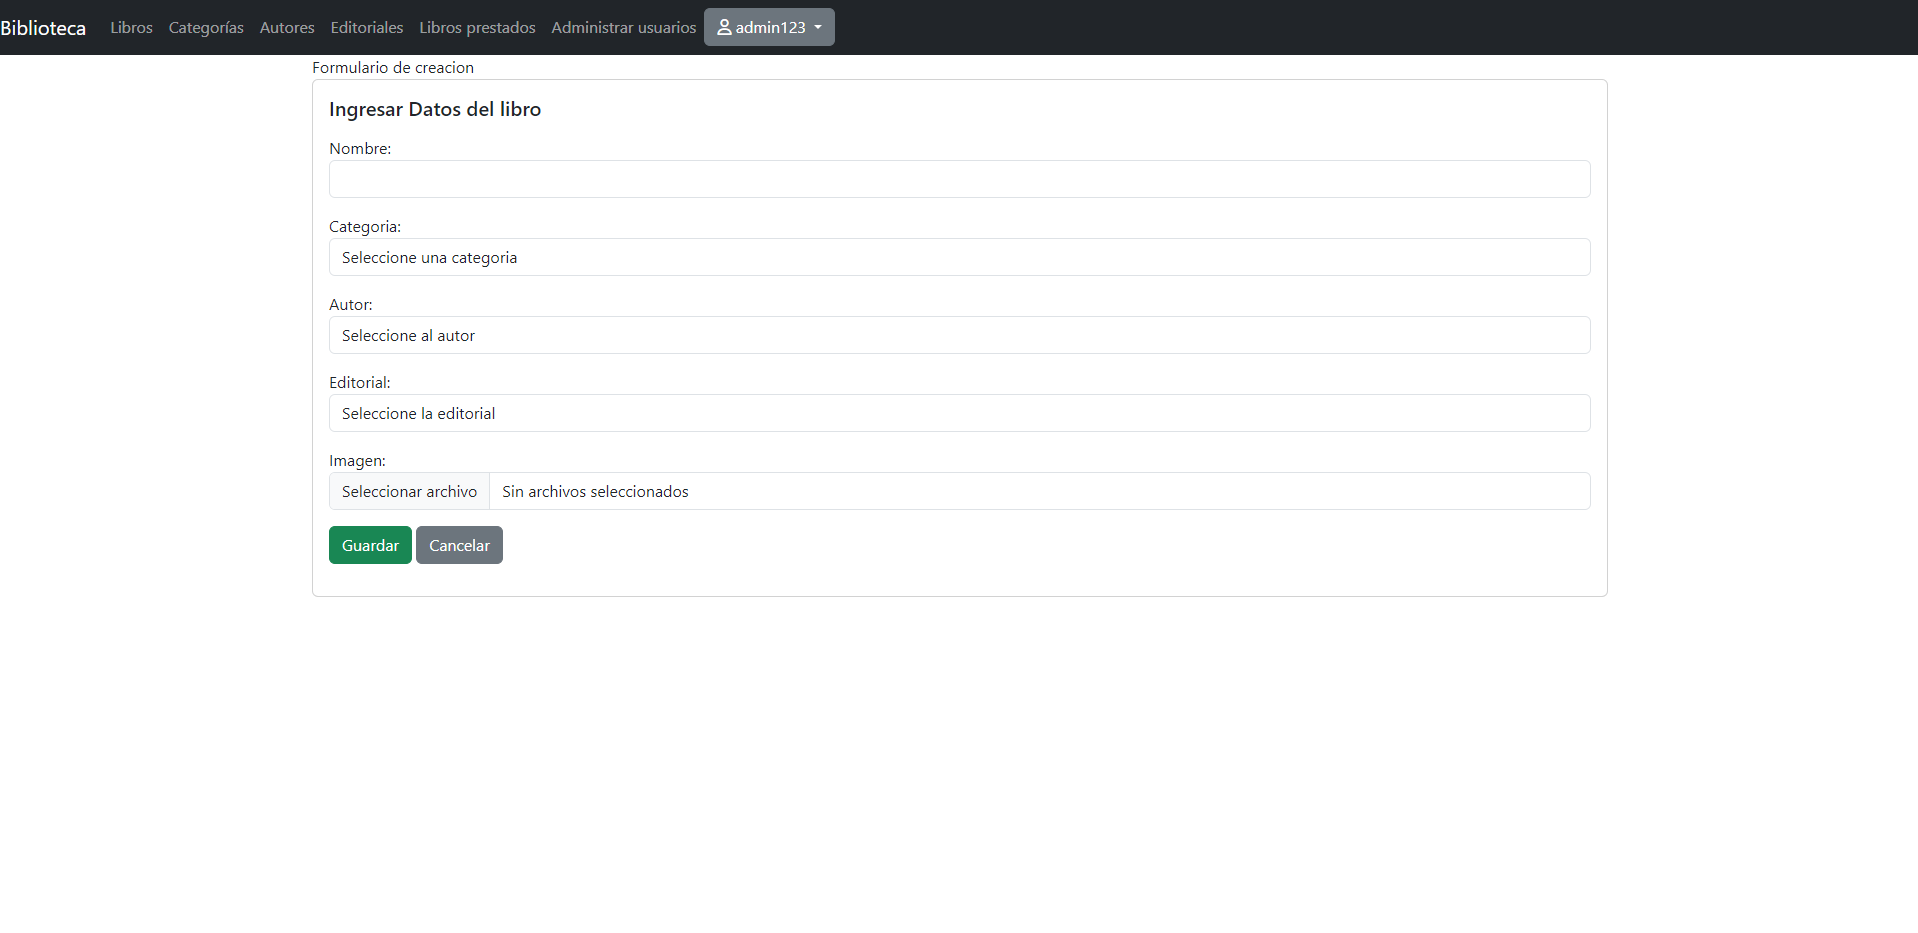 Biblioteca Libros Categorías Autores Editoriales Libros prestados Administrar usuarios admin123
Formulario de creacion
Ingresar Datos del libro
Nombre:
Categoria:
Seleccione una categoria
Autor:
Seleccione al autor
Editorial:
Seleccione la editorial
Imagen:
Seleccionar archivo Sin archivos seleccionados
Guardar Cancelar